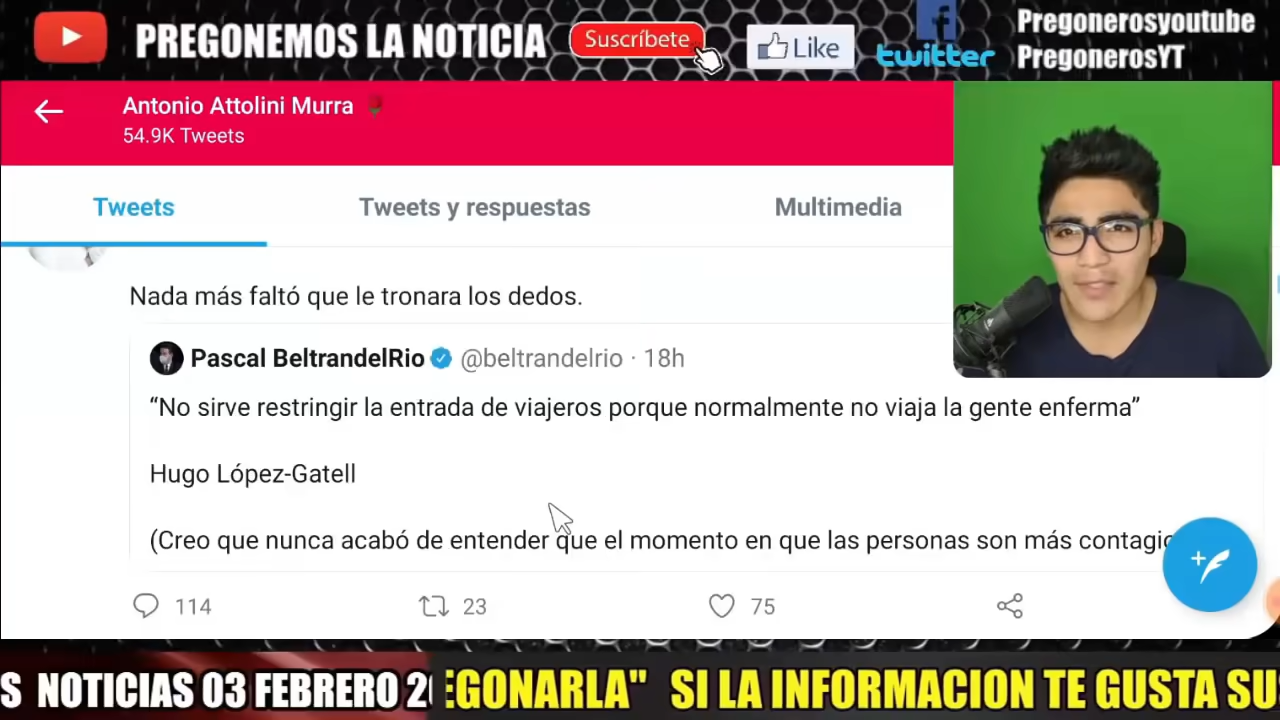 PREGONEMOS LA NOTICIA
Suscríbete
Like
twitter
Pregonerosyoutube
PregonerosYT
Antonio Attolini Murra
54.9K Tweets
Tweets
Tweets y respuestas
Multimedia
Nada más faltó que le tronara los dedos.
Pascal BeltrandelRio @beltrandelrio · 18h
“No sirve restringir la entrada de viajeros porque normalmente no viaja la gente enferma”
Hugo López-Gatell
(Creo que nunca acabó de entender que el momento en que las personas son más contagio
114
23
75
S NOTICIAS 03 FEBRERO 20
EGONARLA" SI LA INFORMACION TE GUSTA SU